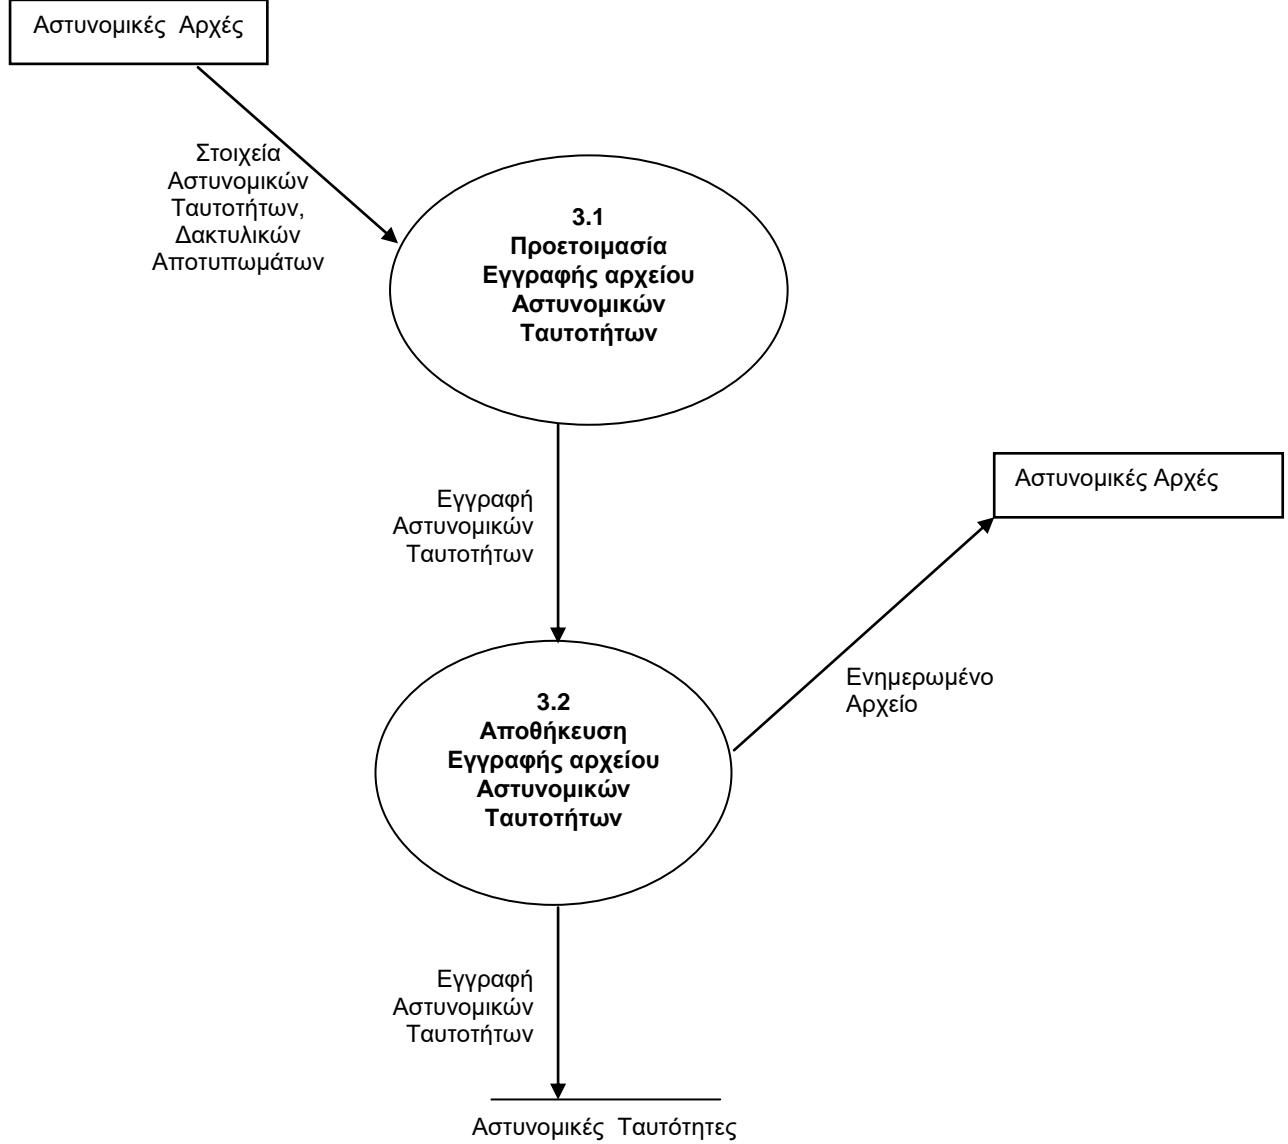 Αστυνομικές Αρχές
Στοιχεία
Αστυνομικών
Ταυτοτήτων,
Δακτυλικών
Αποτυπωμάτων
3.1
Προετοιμασία
Εγγραφής αρχείου
Αστυνομικών
Ταυτοτήτων
Εγγραφή
Αστυνομικών
Ταυτοτήτων
Αστυνομικές Αρχές
3.2
Αποθήκευση
Εγγραφής αρχείου
Αστυνομικών
Ταυτοτήτων
Ενημερωμένο
Αρχείο
Εγγραφή
Αστυνομικών
Ταυτοτήτων
Αστυνομικές Ταυτότητες